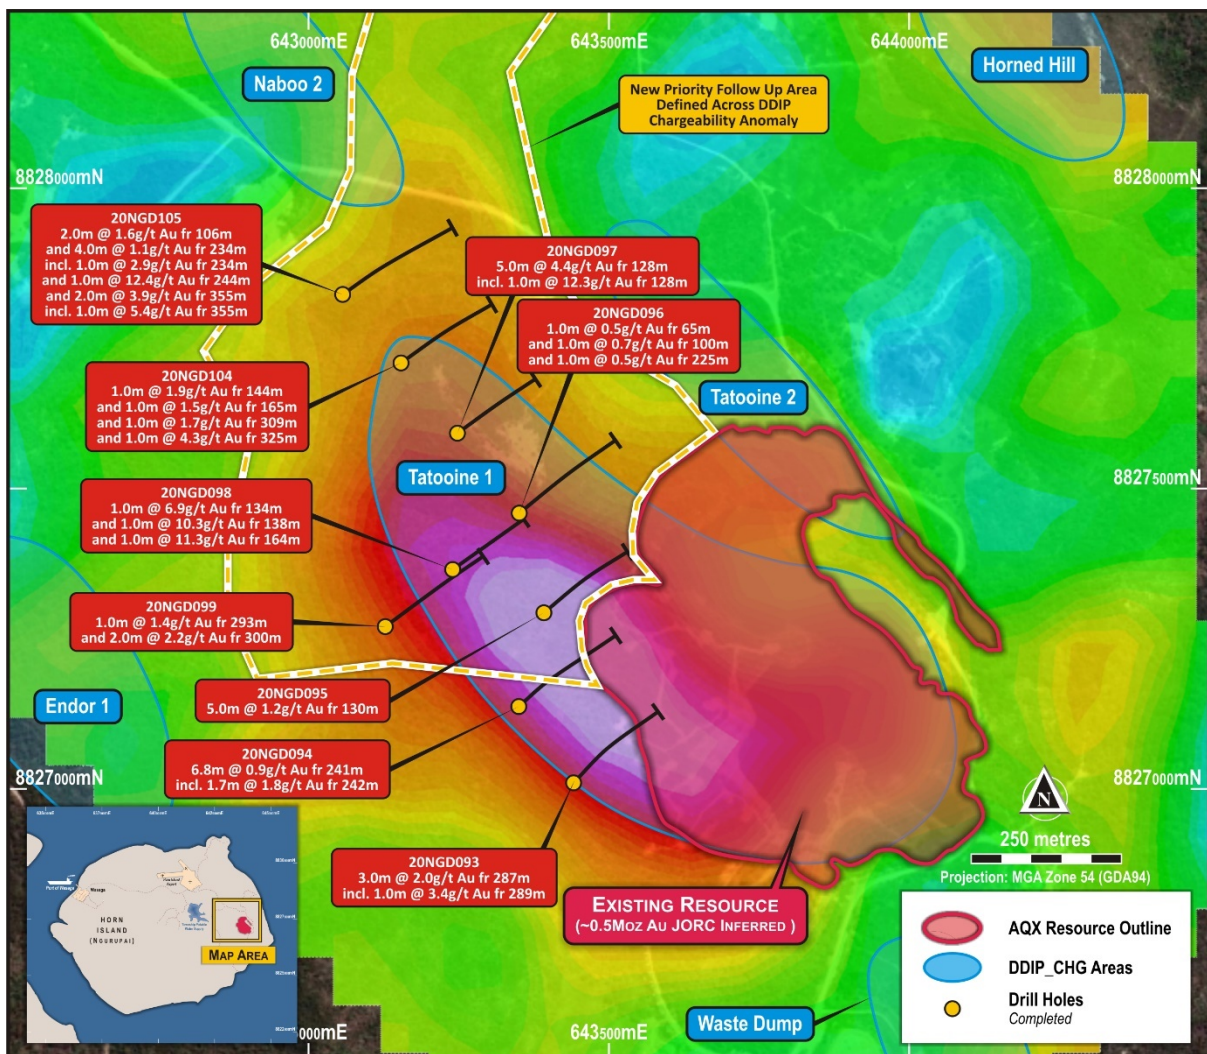 643000mE
643500mE
644000mE
Naboo 2
Horned Hill
New Priority Follow Up Area
Defined Across DDIP
Chargeability Anomaly
8828000mN
8828000mN
20NGD105
2.0m @ 1.6g/t Au fr 106m
and 4.0m @ 1.1g/t Au fr 234m
incl. 1.0m @ 2.9g/t Au fr 234m
and 1.0m @ 12.4g/t Au fr 244m
and 2.0m @ 3.9g/t Au fr 355m
incl. 1.0m @ 5.4g/t Au fr 355m
20NGD097
5.0m @ 4.4g/t Au fr 128m
incl. 1.0m @ 12.3g/t Au fr 128m
20NGD096
1.0m @ 0.5g/t Au fr 65m
and 1.0m @ 0.7g/t Au fr 100m
and 1.0m @ 0.5g/t Au fr 225m
20NGD104
1.0m @ 1.9g/t Au fr 144m
and 1.0m @ 1.5g/t Au fr 165m
and 1.0m @ 1.7g/t Au fr 309m
and 1.0m @ 4.3g/t Au fr 325m
Tatooine 2
Tatooine 1
8827500mN
20NGD098
1.0m @ 6.9g/t Au fr 134m
and 1.0m @ 10.3g/t Au fr 138m
and 1.0m @ 11.3g/t Au fr 164m
20NGD099
1.0m @ 1.4g/t Au fr 293m
and 2.0m @ 2.2g/t Au fr 300m
20NGD095
5.0m @ 1.2g/t Au fr 130m
Endor 1
20NGD094
6.8m @ 0.9g/t Au fr 241m
incl. 1.7m @ 1.8g/t Au fr 242m
8827000mN
8827000mN
N
250 metres
Projection: MGA Zone 54 (GDA94)
20NGD093
3.0m @ 2.0g/t Au fr 287m
incl. 1.0m @ 3.4g/t Au fr 289m
EXISTING RESOURCE
(~0.5MOZ AU JORC INFERRED )
HORN
ISLAND
(NGURUPAI)
MAP AREA
AQX Resource Outline
DDIP_CHG Areas
Drill Holes
Completed
Waste Dump
000mE
643500mE